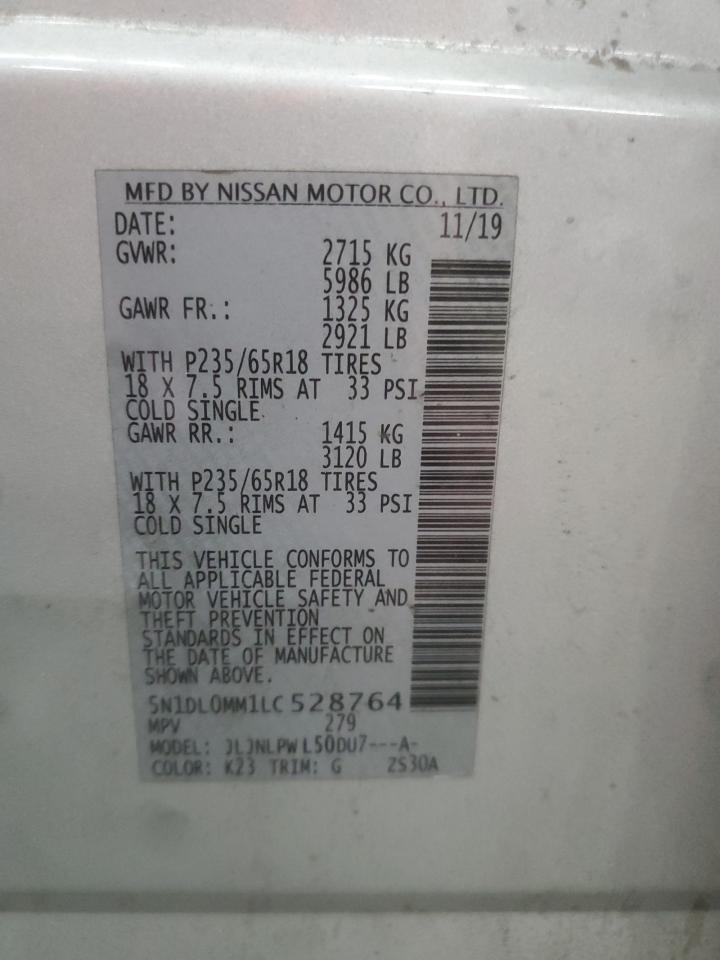 MFD BY NISSAN MOTOR CO., LTD.
DATE: 11/19
GVWR: 2715 KG
5986 LB
GAWR FR.: 1325 KG
2921 LB
WITH P235/65R18 TIRES
18 X 7.5 RIMS AT 33 PSI
COLD SINGLE
GAWR RR.: 1415 KG
3120 LB
WITH P235/65R18 TIRES
18 X 7.5 RIMS AT 33 PSI
COLD SINGLE
THIS VEHICLE CONFORMS TO
ALL APPLICABLE FEDERAL
MOTOR VEHICLE SAFETY AND
THEFT PREVENTION
STANDARDS IN EFFECT ON
THE DATE OF MANUFACTURE
SHOWN ABOVE.
5N1DL0MM1LC528764
MPV 279
MODEL: JLJNLPWL50DU7---A-
COLOR: K23 TRIM: G 2S30A